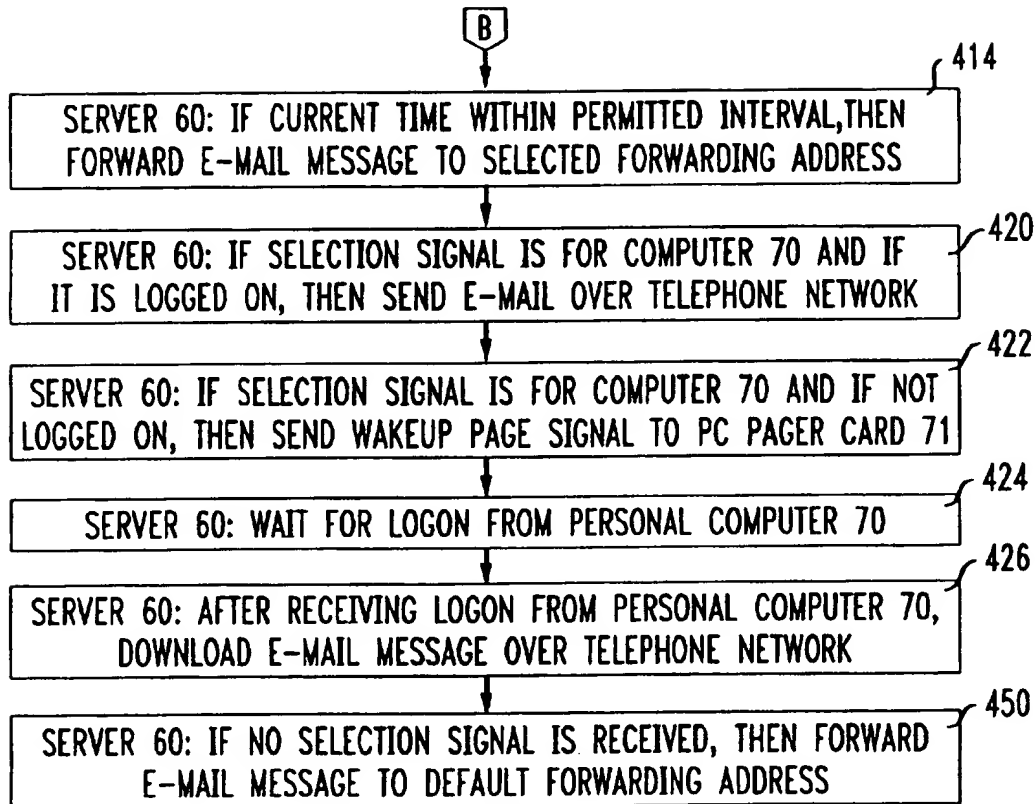 B
414
SERVER 60: IF CURRENT TIME WITHIN PERMITTED INTERVAL,THEN
FORWARD E-MAIL MESSAGE TO SELECTED FORWARDING ADDRESS
420
SERVER 60: IF SELECTION SIGNAL IS FOR COMPUTER 70 AND IF
IT IS LOGGED ON, THEN SEND E-MAIL OVER TELEPHONE NETWORK
422
SERVER 60: IF SELECTION SIGNAL IS FOR COMPUTER 70 AND IF NOT
LOGGED ON, THEN SEND WAKEUP PAGE SIGNAL TO PC PAGER CARD 71
424
SERVER 60: WAIT FOR LOGON FROM PERSONAL COMPUTER 70
426
SERVER 60: AFTER RECEIVING LOGON FROM PERSONAL COMPUTER 70,
DOWNLOAD E-MAIL MESSAGE OVER TELEPHONE NETWORK
450
SERVER 60: IF NO SELECTION SIGNAL IS RECEIVED, THEN FORWARD
E-MAIL MESSAGE TO DEFAULT FORWARDING ADDRESS